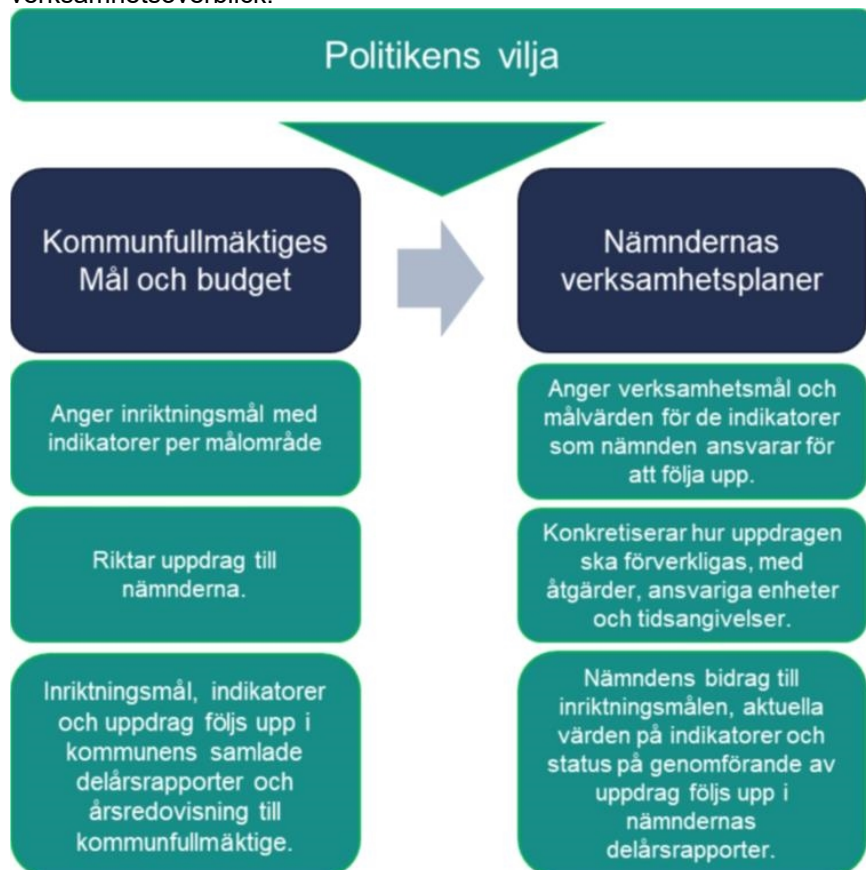 verksamhetsöverblick.
Politikens vilja
Kommunfullmäktiges
Mål och budget
Anger inriktningsmål med
indikatorer per målområde
Riktar uppdrag till
nämnderna.
Inriktningsmål, indikatorer
och uppdrag följs upp i
kommunens samlade
delårsrapporter och
årsredovisning till
kommunfullmäktige.
Nämndernas
verksamhetsplaner
Anger verksamhetsmål och
målvärden för de indikatorer
som nämnden ansvarar för
att följa upp.
Konkretiserar hur uppdragen
ska förverkligas, med
åtgärder, ansvariga enheter
och tidsangivelser.
Nämndens bidrag till
inriktningsmålen, aktuella
värden på indikatorer och
status på genomförande av
uppdrag följs upp i
nämndernas
delårsrapporter.